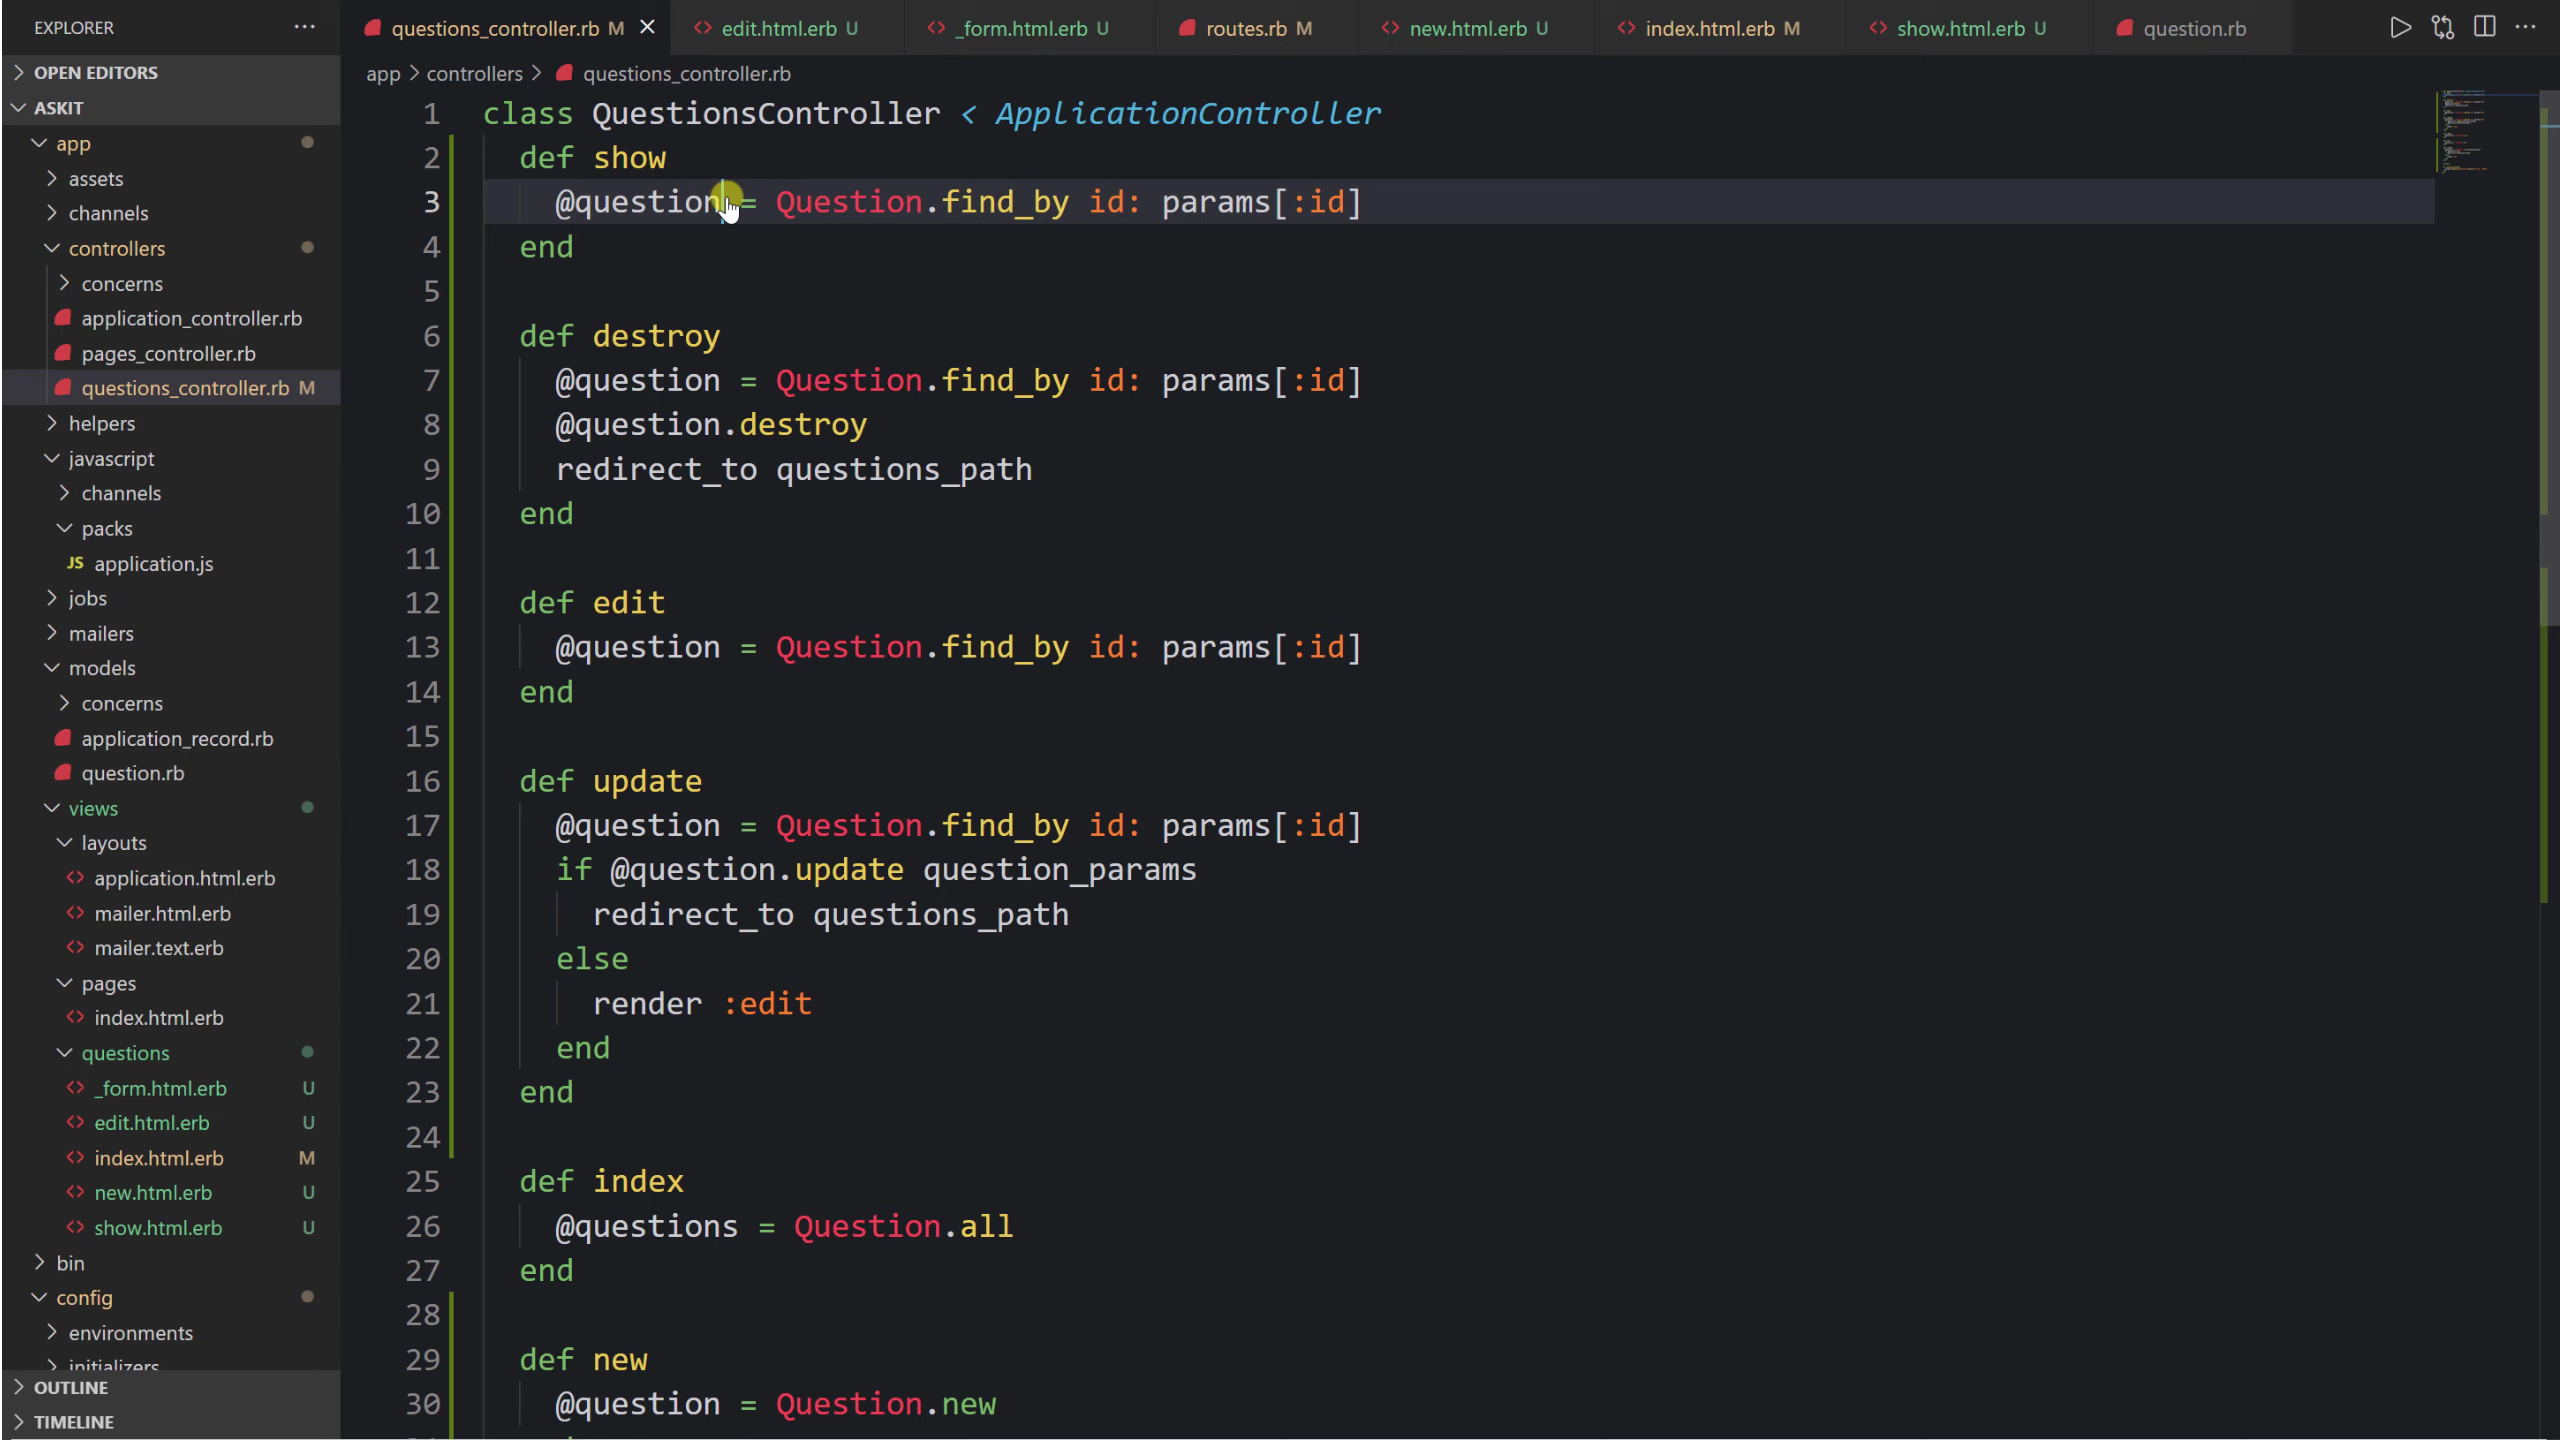 EXPLORER
OPEN EDITORS
ASKIT
app
assets
channels
controllers
concerns
application_controller.rb
pages_controller.rb
questions_controller.rb M
helpers
javascript
channels
packs
JS application.js
jobs
mailers
models
concerns
application_record.rb
question.rb
views
layouts
application.html.erb
mailer.html.erb
mailer.text.erb
pages
index.html.erb
questions
_form.html.erb U
edit.html.erb U
index.html.erb M
new.html.erb U
show.html.erb U
bin
config
environments
initializers
OUTLINE
TIMELINE
questions_controller.rb M
edit.html.erb U
_form.html.erb U
routes.rb M
new.html.erb U
index.html.erb M
show.html.erb U
question.rb
app > controllers > questions_controller.rb
1 class QuestionsController < ApplicationController
2 def show
3 @question = Question.find_by id: params[:id]
4 end
5
6 def destroy
7 @question = Question.find_by id: params[:id]
8 @question.destroy
9 redirect_to questions_path
10 end
11
12 def edit
13 @question = Question.find_by id: params[:id]
14 end
15
16 def update
17 @question = Question.find_by id: params[:id]
18 if @question.update question_params
19 redirect_to questions_path
20 else
21 render :edit
22 end
23 end
24
25 def index
26 @questions = Question.all
27 end
28
29 def new
30 @question = Question.new